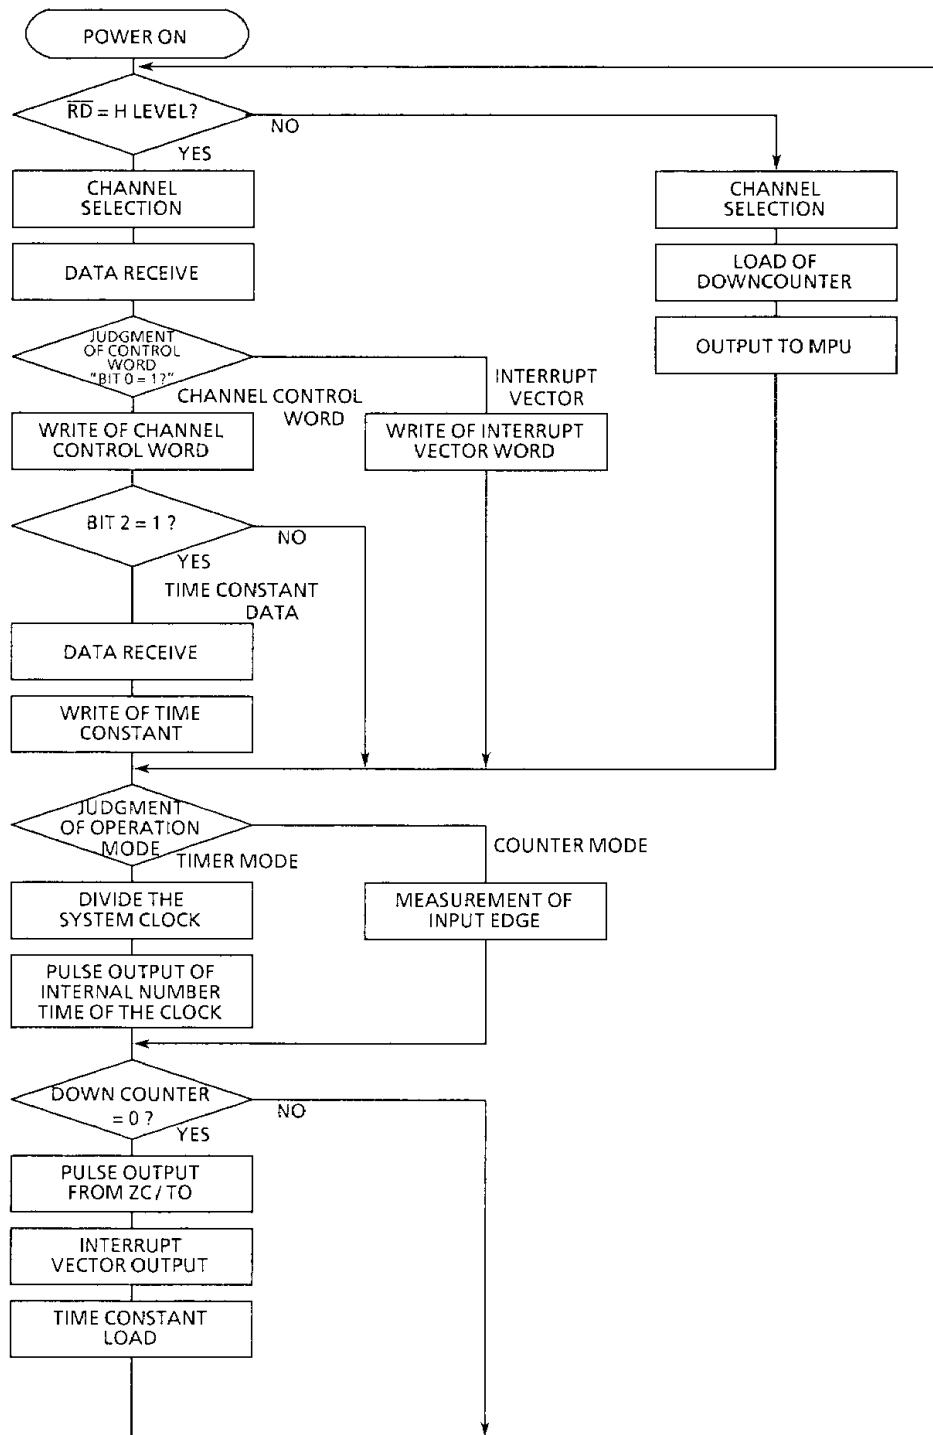 POWER ON
R̅D̅ = H LEVEL?
NO
YES
CHANNEL
SELECTION
CHANNEL
SELECTION
DATA RECEIVE
LOAD OF
DOWNCOUNTER
JUDGMENT
OF CONTROL
WORD
"BIT 0 = 1?"
OUTPUT TO MPU
CHANNEL CONTROL
WORD
INTERRUPT
VECTOR
WRITE OF CHANNEL
CONTROL WORD
WRITE OF INTERRUPT
VECTOR WORD
BIT 2 = 1 ?
NO
YES
TIME CONSTANT
DATA
DATA RECEIVE
WRITE OF TIME
CONSTANT
JUDGMENT
OF OPERATION
MODE
TIMER MODE
COUNTER MODE
DIVIDE THE
SYSTEM CLOCK
MEASUREMENT OF
INPUT EDGE
PULSE OUTPUT OF
INTERNAL NUMBER
TIME OF THE CLOCK
DOWN COUNTER
= 0 ?
NO
YES
PULSE OUTPUT
FROM ZC / TO
INTERRUPT
VECTOR OUTPUT
TIME CONSTANT
LOAD